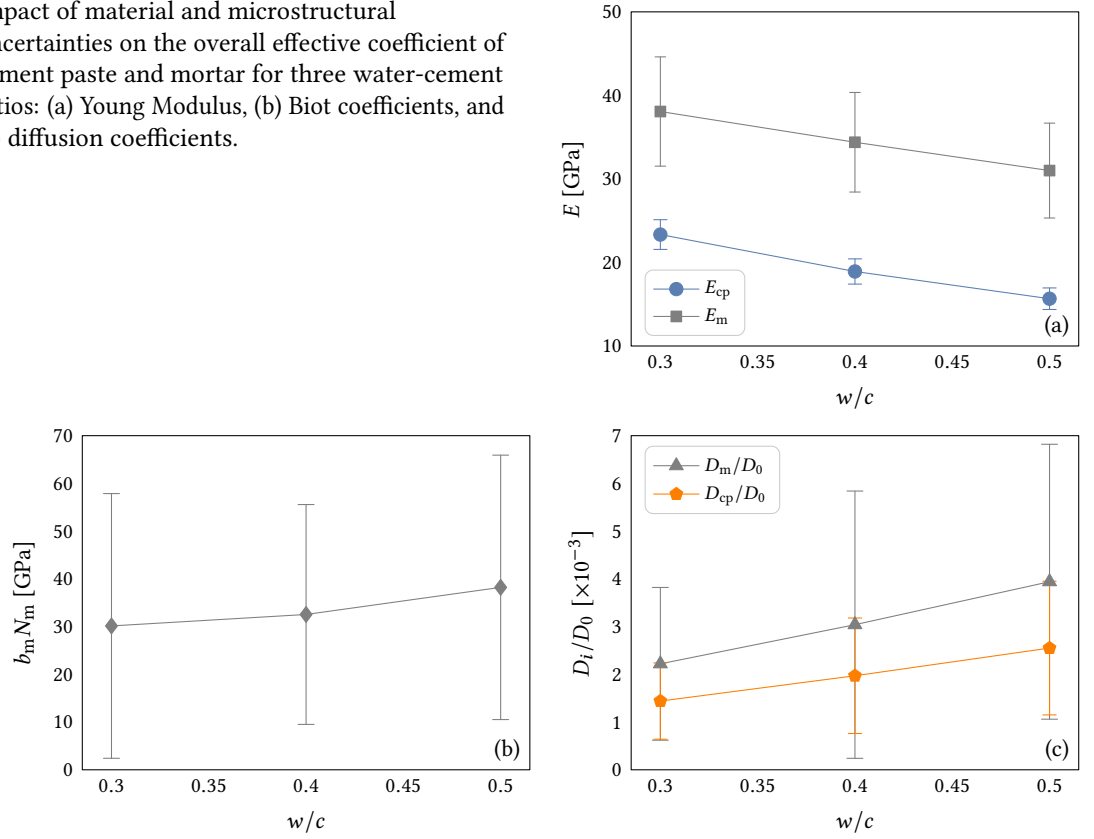 npact of material and microstructural
certainties on the overall effective coefficient of
ment paste and mortar for three water-cement
tios: (a) Young Modulus, (b) Biot coefficients, and
diffusion coefficients.
50
40
30
20
10
E [GPa]
E_cp
E_m
(a)
0.3 0.35 0.4 0.45 0.5
w/c
70
60
50
40
30
20
10
0
b_m N_m [GPa]
(b)
0.3 0.35 0.4 0.45 0.5
w/c
7
6
5
4
3
2
1
0
D_i/D_0 [×10^−3]
D_m/D_0
D_cp/D_0
(c)
0.3 0.35 0.4 0.45 0.5
w/c